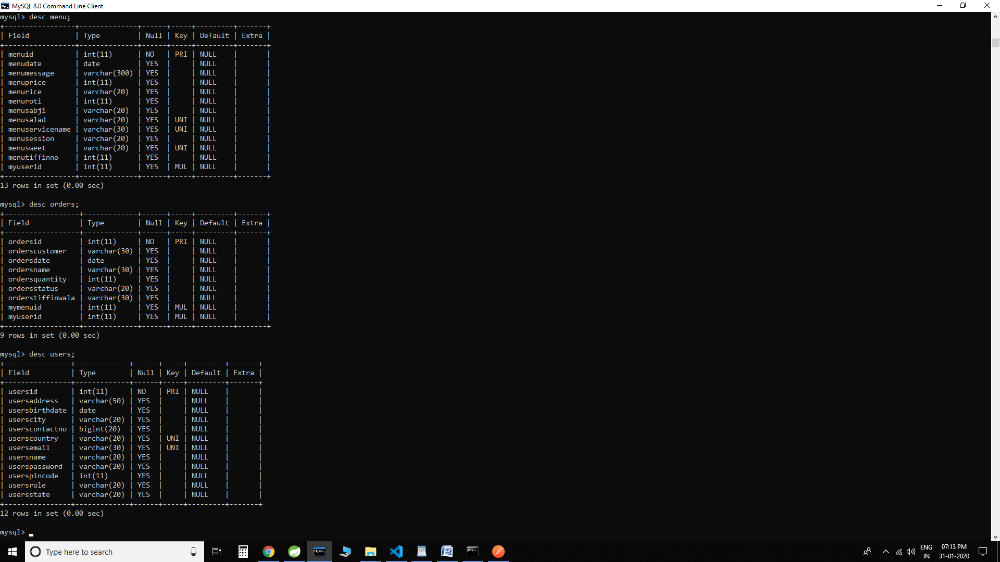 MySQL 8.0 Command Line Client
mysql> desc menu;
+-----------------+--------------+------+-----+---------+-------+
| Field           | Type         | Null | Key | Default | Extra |
+-----------------+--------------+------+-----+---------+-------+
| menuid          | int(11)      | NO   | PRI | NULL    |       |
| menudate        | date         | YES  |     | NULL    |       |
| menumessage     | varchar(300) | YES  |     | NULL    |       |
| menuprice       | int(11)      | YES  |     | NULL    |       |
| menurice        | varchar(20)  | YES  |     | NULL    |       |
| menuroti        | int(11)      | YES  |     | NULL    |       |
| menusabji       | varchar(20)  | YES  |     | NULL    |       |
| menusalad       | varchar(20)  | YES  | UNI | NULL    |       |
| menuservicename | varchar(30)  | YES  | UNI | NULL    |       |
| menusession     | varchar(20)  | YES  |     | NULL    |       |
| menusweet       | varchar(20)  | YES  | UNI | NULL    |       |
| menutiffinno    | int(11)      | YES  |     | NULL    |       |
| myuserid        | int(11)      | YES  | MUL | NULL    |       |
+-----------------+--------------+------+-----+---------+-------+
13 rows in set (0.00 sec)
mysql> desc orders;
+------------------+-------------+------+-----+---------+-------+
| Field            | Type        | Null | Key | Default | Extra |
+------------------+-------------+------+-----+---------+-------+
| ordersid         | int(11)     | NO   | PRI | NULL    |       |
| orderscustomer   | varchar(30) | YES  |     | NULL    |       |
| ordersdate       | date        | YES  |     | NULL    |       |
| ordersname       | varchar(30) | YES  |     | NULL    |       |
| ordersquantity   | int(11)     | YES  |     | NULL    |       |
| ordersstatus     | varchar(20) | YES  |     | NULL    |       |
| orderstiffinwala | varchar(30) | YES  |     | NULL    |       |
| mymenuid         | int(11)     | YES  | MUL | NULL    |       |
| myuserid         | int(11)     | YES  | MUL | NULL    |       |
+------------------+-------------+------+-----+---------+-------+
9 rows in set (0.00 sec)
mysql> desc users;
+----------------+-------------+------+-----+---------+-------+
| Field          | Type        | Null | Key | Default | Extra |
+----------------+-------------+------+-----+---------+-------+
| usersid        | int(11)     | NO   | PRI | NULL    |       |
| usersaddress   | varchar(50) | YES  |     | NULL    |       |
| usersbirthdate | date        | YES  |     | NULL    |       |
| userscity      | varchar(20) | YES  |     | NULL    |       |
| userscontactno | bigint(20)  | YES  |     | NULL    |       |
| userscountry   | varchar(20) | YES  | UNI | NULL    |       |
| usersemail     | varchar(30) | YES  | UNI | NULL    |       |
| usersname      | varchar(20) | YES  |     | NULL    |       |
| userspassword  | varchar(20) | YES  |     | NULL    |       |
| userspincode   | int(11)     | YES  |     | NULL    |       |
| usersrole      | varchar(20) | YES  |     | NULL    |       |
| usersstate     | varchar(20) | YES  |     | NULL    |       |
+----------------+-------------+------+-----+---------+-------+
12 rows in set (0.00 sec)
mysql>
Type here to search
ENG
IN
07:13 PM
31-01-2020